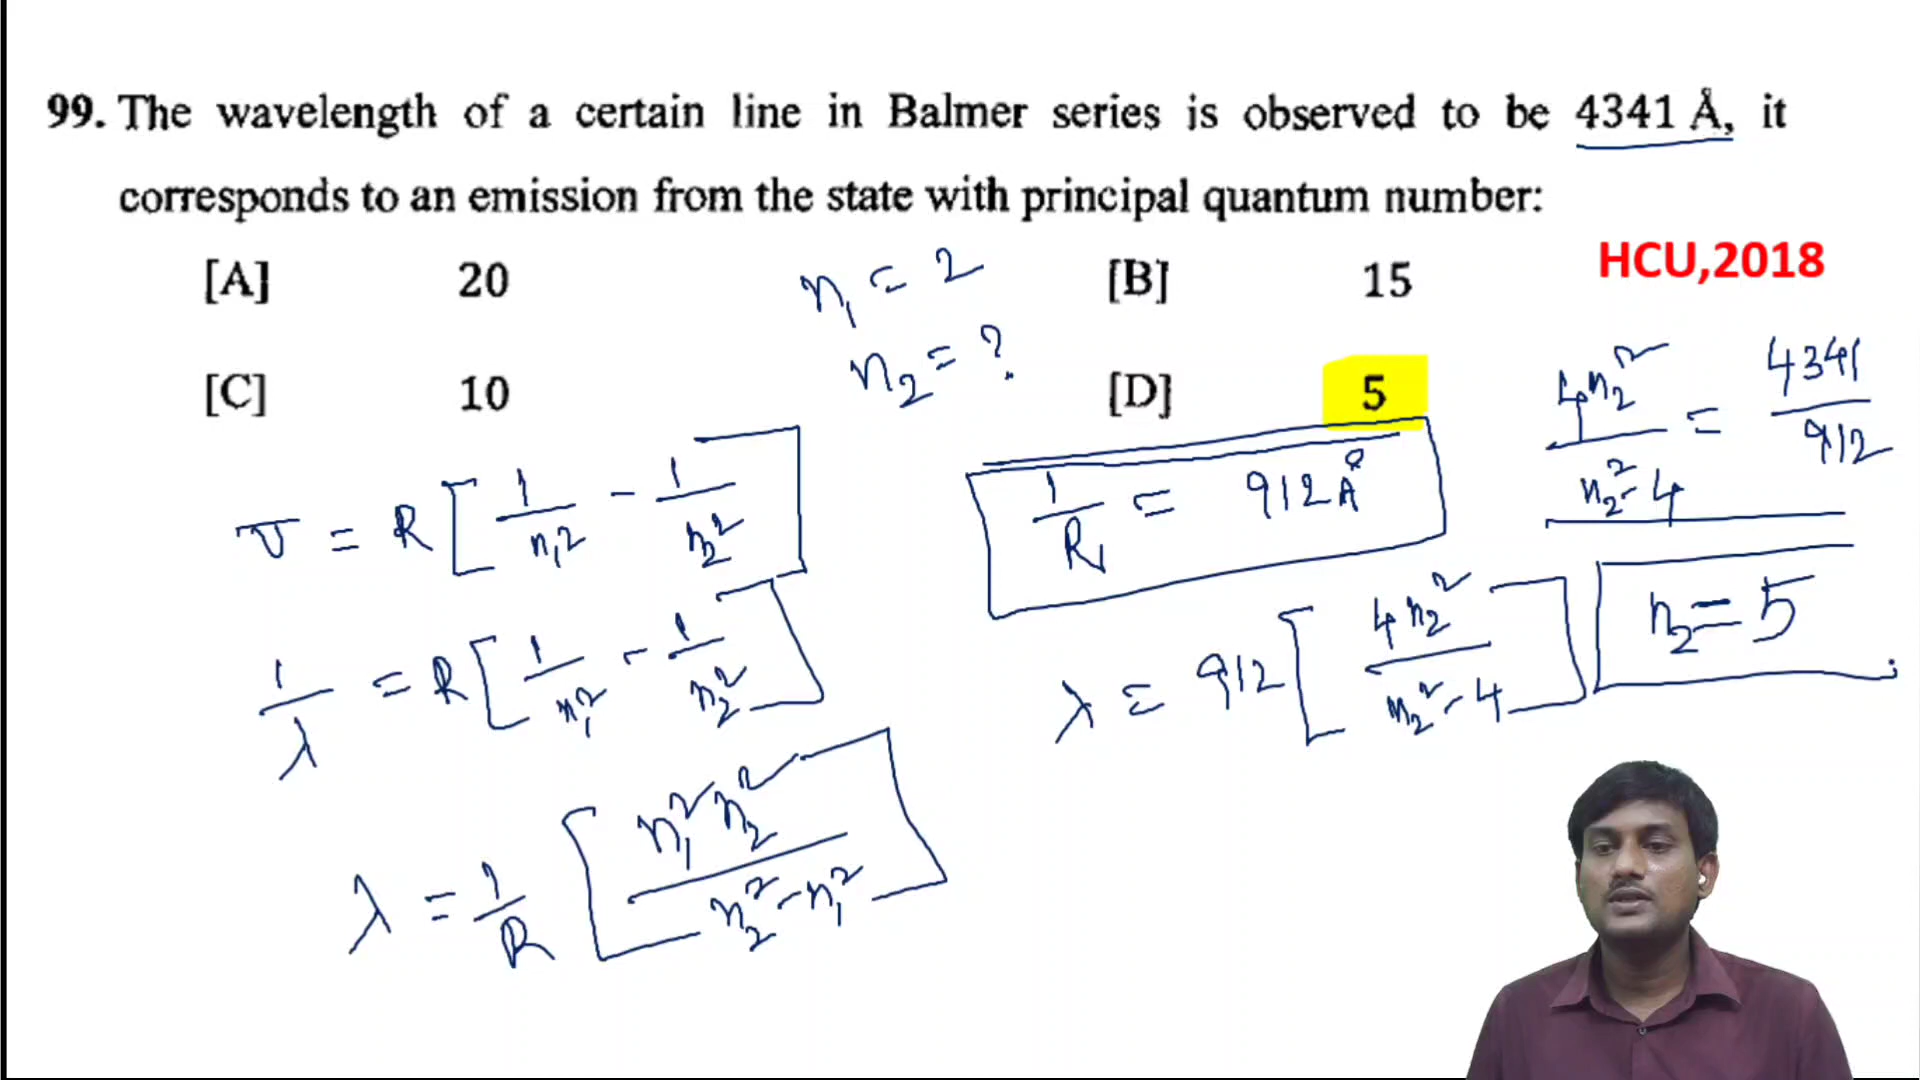 99. The wavelength of a certain line in Balmer series is observed to be 4341 Å, it
corresponds to an emission from the state with principal quantum number:
HCU,2018
[A] 20 [B] 15
[C] 10 [D] 5
n₁ = 2
n₂ = ?
ν̅ = R [1/n₁² - 1/n₂²]
1/λ = R [1/n₁² - 1/n₂²]
λ = 1/R [n₁² n₂² / n₂² - n₁²]
1/R = 912 Å
λ = 912 [4n₂² / n₂² - 4]
4n₂² / n₂² - 4 = 4341 / 912
n₂ = 5